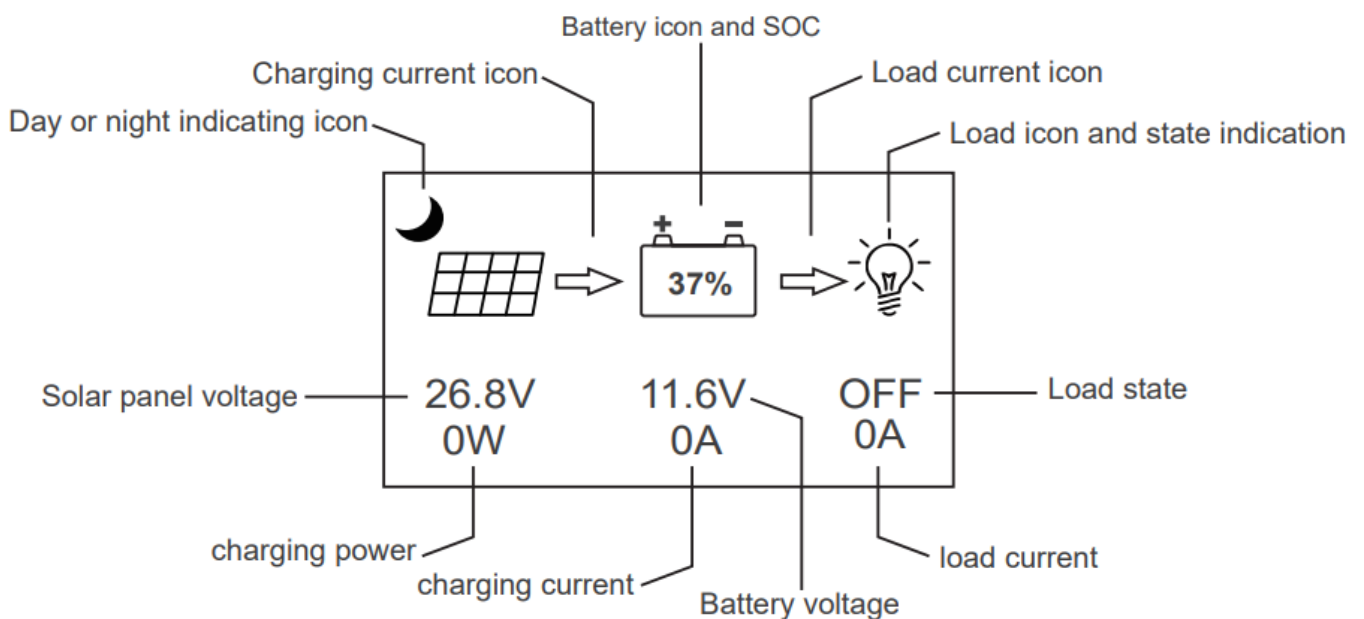 Battery icon and SOC
Charging current icon
Load current icon
Day or night indicating icon
Load icon and state indication
+ -
37%
Solar panel voltage
26.8V
11.6V
OFF
Load state
0W
0A
0A
charging power
load current
charging current
Battery voltage